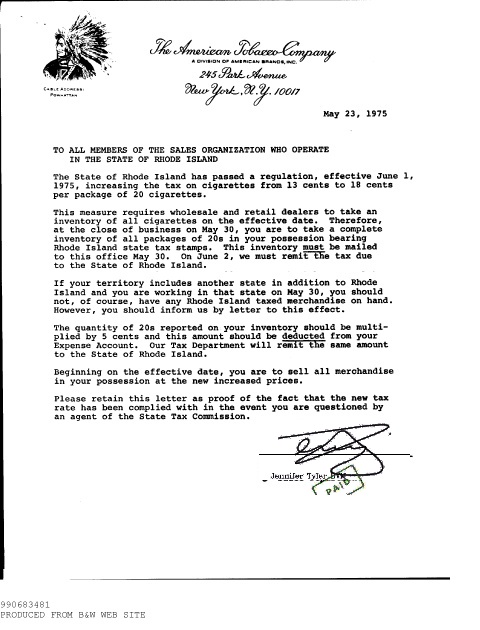 The American Tobacco Company
A DIVISION OF AMERICAN BRANDS, INC.
245 Park Avenue
New York, N.Y. 10017
CABLE ADDRESS:
POWHATTAN
May 23, 1975
TO ALL MEMBERS OF THE SALES ORGANIZATION WHO OPERATE
IN THE STATE OF RHODE ISLAND
The State of Rhode Island has passed a regulation, effective June 1,
1975, increasing the tax on cigarettes from 13 cents to 18 cents
per package of 20 cigarettes.
This measure requires wholesale and retail dealers to take an
inventory of all cigarettes on the effective date. Therefore,
at the close of business on May 30, you are to take a complete
inventory of all packages of 20s in your possession bearing
Rhode Island state tax stamps. This inventory must be mailed
to this office May 30. On June 2, we must remit the tax due
to the State of Rhode Island.
If your territory includes another state in addition to Rhode
Island and you are working in that state on May 30, you should
not, of course, have any Rhode Island taxed merchandise on hand.
However, you should inform us by letter to this effect.
The quantity of 20s reported on your inventory should be multi-
plied by 5 cents and this amount should be deducted from your
Expense Account. Our Tax Department will remit the same amount
to the State of Rhode Island.
Beginning on the effective date, you are to sell all merchandise
in your possession at the new increased prices.
Please retain this letter as proof of the fact that the new tax
rate has been complied with in the event you are questioned by
an agent of the State Tax Commission.
Jennifer Tyler
PAID
990683481
PRODUCED FROM B&W WEB SITE